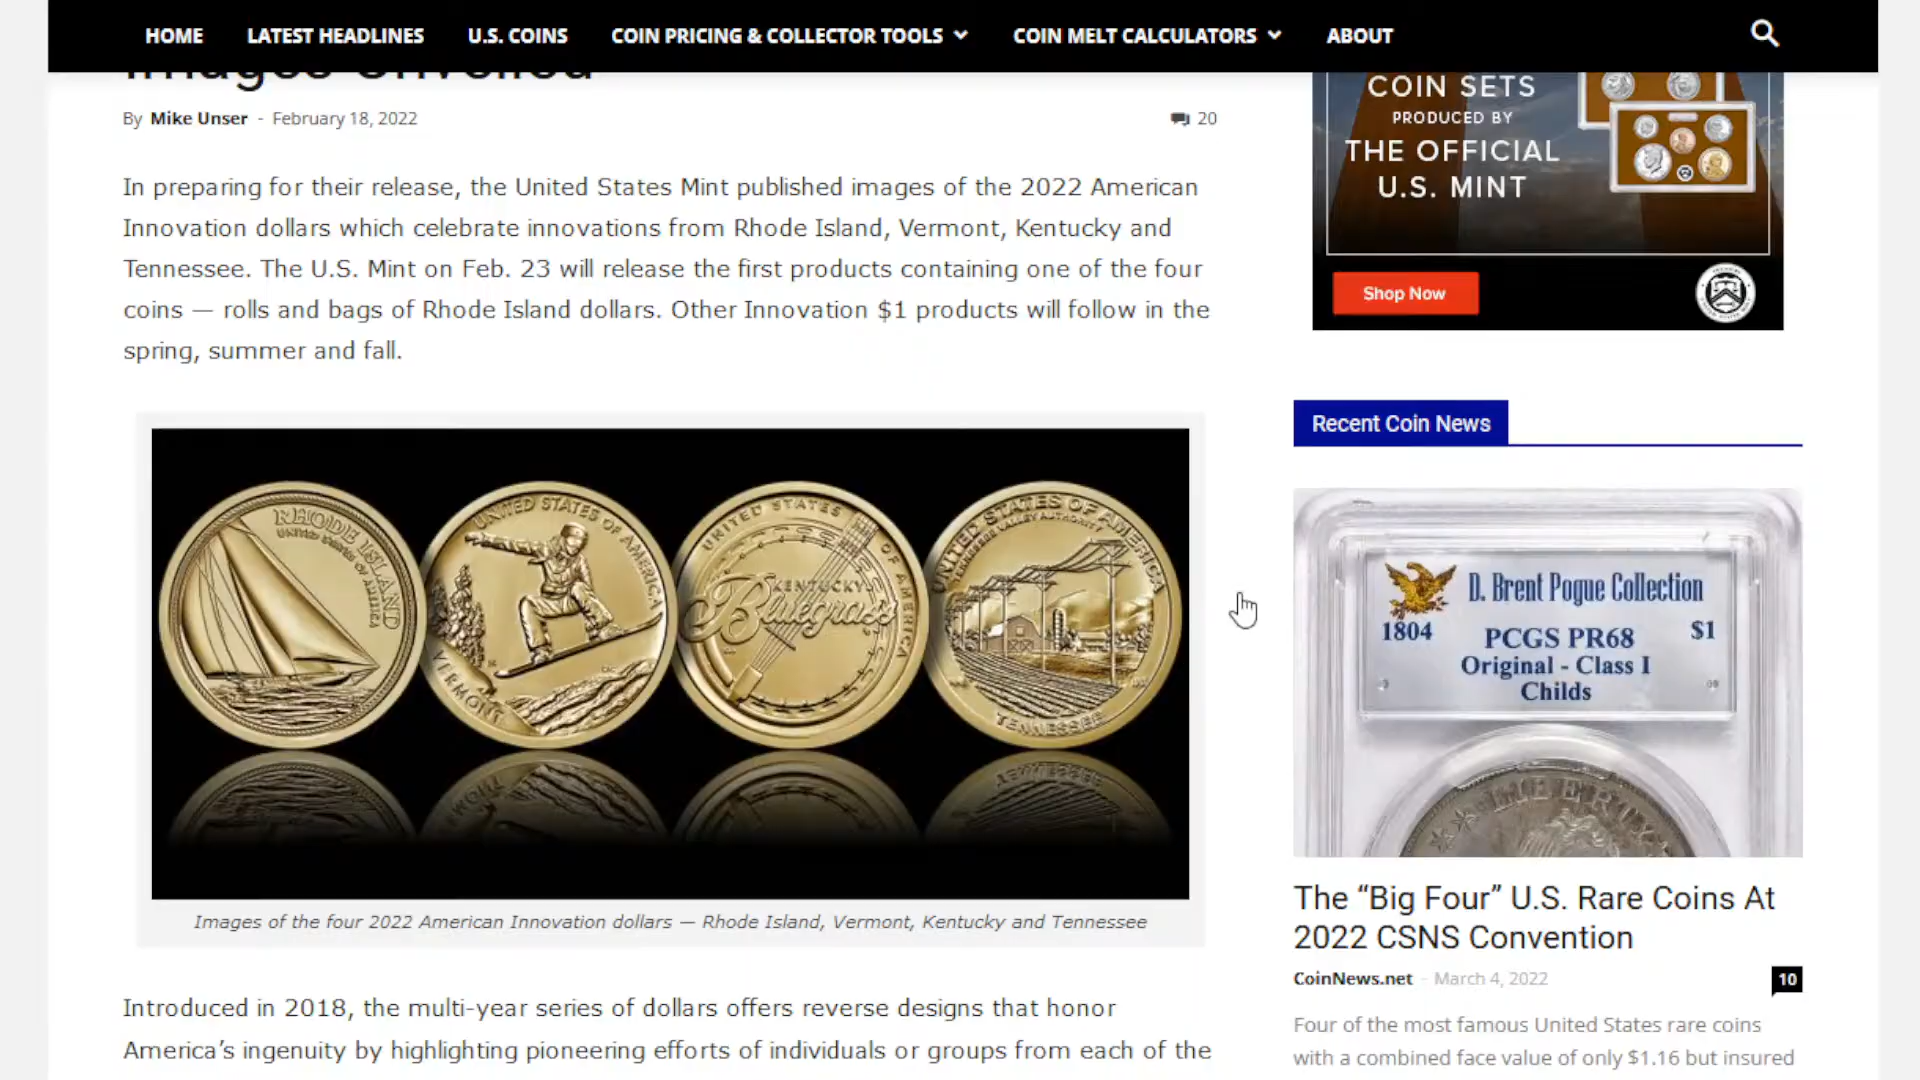 HOME LATEST HEADLINES U.S. COINS COIN PRICING & COLLECTOR TOOLS COIN MELT CALCULATORS ABOUT
Images Unveiled
By Mike Unser - February 18, 2022 20
In preparing for their release, the United States Mint published images of the 2022 American
Innovation dollars which celebrate innovations from Rhode Island, Vermont, Kentucky and
Tennessee. The U.S. Mint on Feb. 23 will release the first products containing one of the four
coins — rolls and bags of Rhode Island dollars. Other Innovation $1 products will follow in the
spring, summer and fall.
RHODE ISLAND
UNITED STATES OF AMERICA
UNITED STATES OF AMERICA
VERMONT
UNITED STATES OF AMERICA
KENTUCKY
Bluegrass
UNITED STATES OF AMERICA
TENNESSEE VALLEY AUTHORITY
TENNESSEE
Images of the four 2022 American Innovation dollars — Rhode Island, Vermont, Kentucky and Tennessee
Introduced in 2018, the multi-year series of dollars offers reverse designs that honor
America’s ingenuity by highlighting pioneering efforts of individuals or groups from each of the
COIN SETS
PRODUCED BY
THE OFFICIAL
U.S. MINT
Shop Now
Recent Coin News
D. Brent Pogue Collection
1804 PCGS PR68 $1
Original - Class I
Childs
LIBERTY
The “Big Four” U.S. Rare Coins At
2022 CSNS Convention
CoinNews.net - March 4, 2022 10
Four of the most famous United States rare coins
with a combined face value of only $1.16 but insured